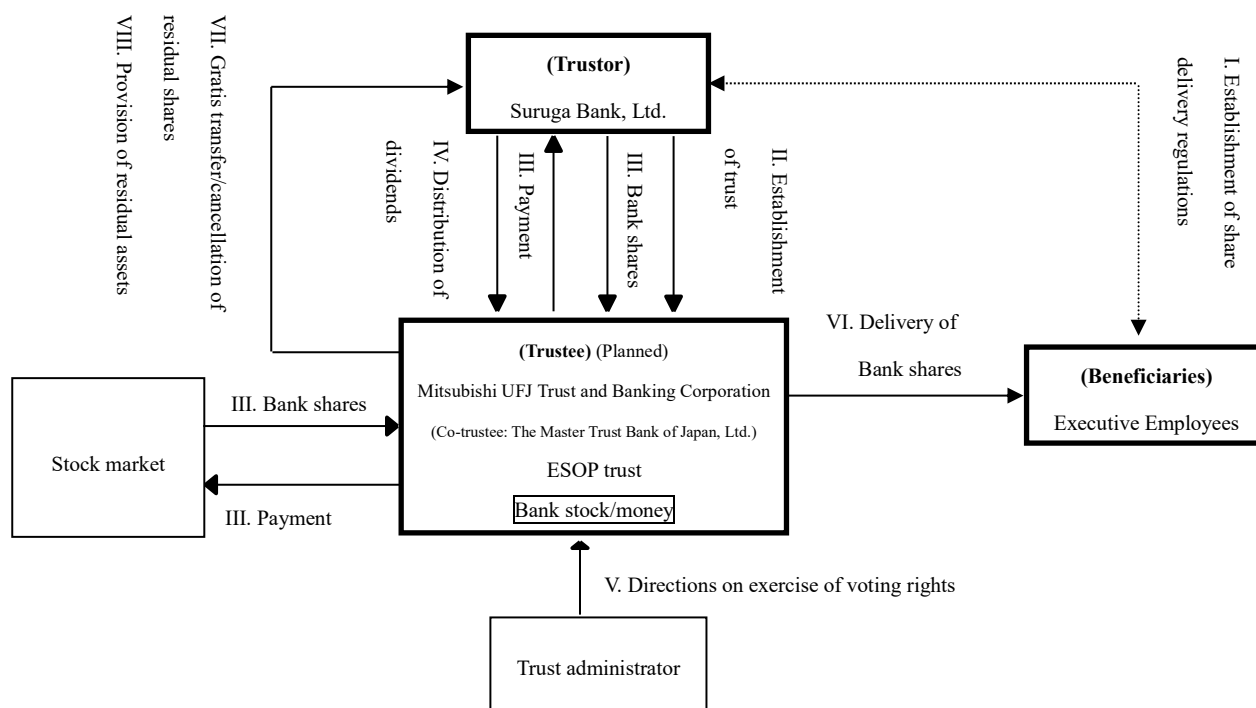 VIII. Provision of residual assets
VII. Gratis transfer/cancellation of
residual shares
(Trustor)
Suruga Bank, Ltd.
I. Establishment of share
delivery regulations
IV. Distribution of
dividends
III. Payment
III. Bank shares
II. Establishment
of trust
(Trustee) (Planned)
Mitsubishi UFJ Trust and Banking Corporation
(Co-trustee: The Master Trust Bank of Japan, Ltd.)
ESOP trust
Bank stock/money
VI. Delivery of
Bank shares
(Beneficiaries)
Executive Employees
Stock market
III. Bank shares
III. Payment
V. Directions on exercise of voting rights
Trust administrator